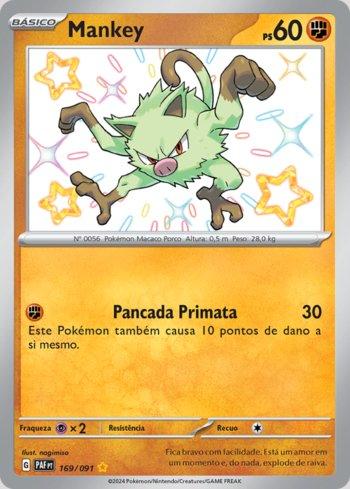 BÁSICO
Mankey
PS 60
Nº 0056 Pokémon Macaco Porco Altura: 0,5 m Peso: 28,0 kg
Pancada Primata 30
Este Pokémon também causa 10 pontos de dano a
si mesmo.
Fraqueza ×2 Resistência Recuo
Ilust. nagimiso
G PAF PT 169/091
Fica bravo com facilidade. Está um amor em
um momento e, do nada, explode de raiva.
©2024 Pokémon/Nintendo/Creatures/GAME FREAK